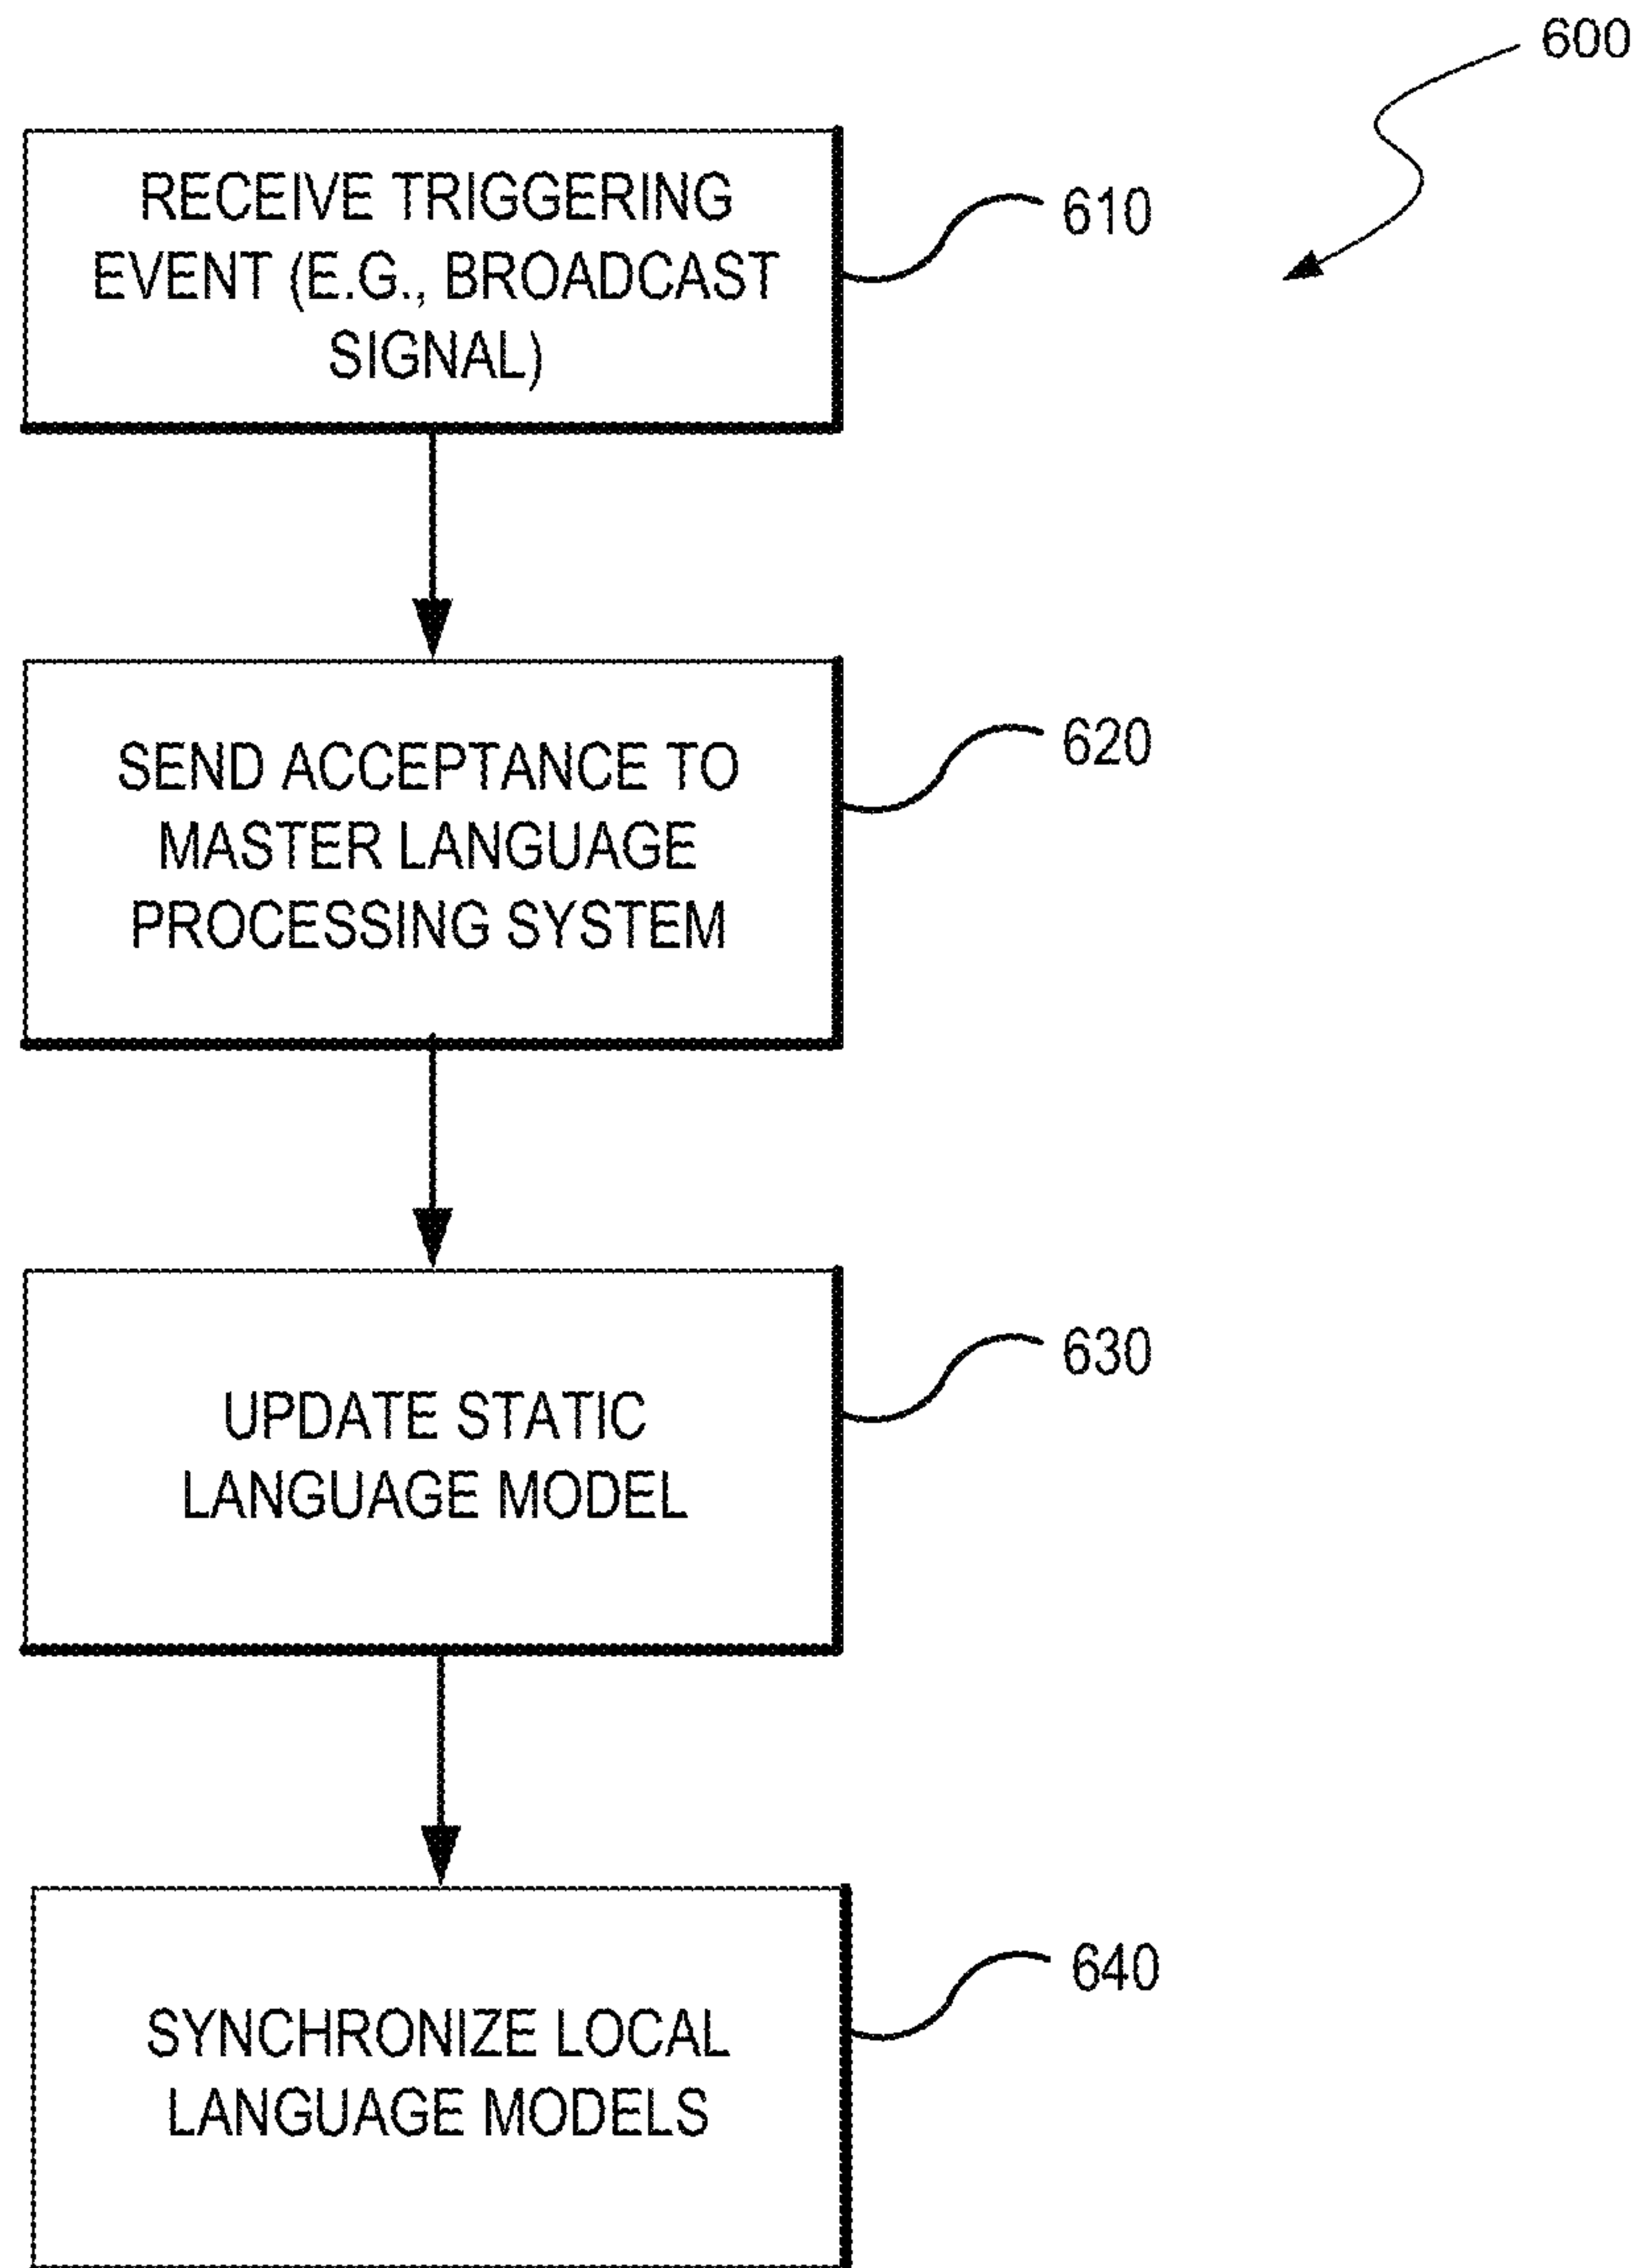 600
RECEIVE TRIGGERING
EVENT (E.G., BROADCAST
SIGNAL)
610
SEND ACCEPTANCE TO
MASTER LANGUAGE
PROCESSING SYSTEM
620
UPDATE STATIC
LANGUAGE MODEL
630
SYNCHRONIZE LOCAL
LANGUAGE MODELS
640